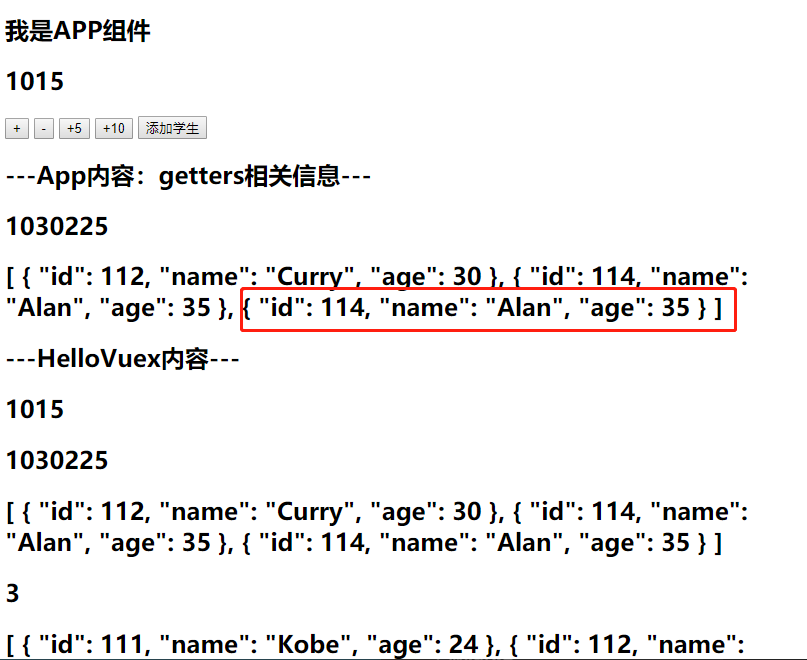 我是APP组件
1015
+ - +5 +10 添加学生
---App内容：getters相关信息---
1030225
[ { "id": 112, "name": "Curry", "age": 30 }, { "id": 114, "name":
"Alan", "age": 35 }, { "id": 114, "name": "Alan", "age": 35 } ]
---HelloVuex内容---
1015
1030225
[ { "id": 112, "name": "Curry", "age": 30 }, { "id": 114, "name":
"Alan", "age": 35 }, { "id": 114, "name": "Alan", "age": 35 } ]
3
[ { "id": 111, "name": "Kobe", "age": 24 }, { "id": 112, "name":